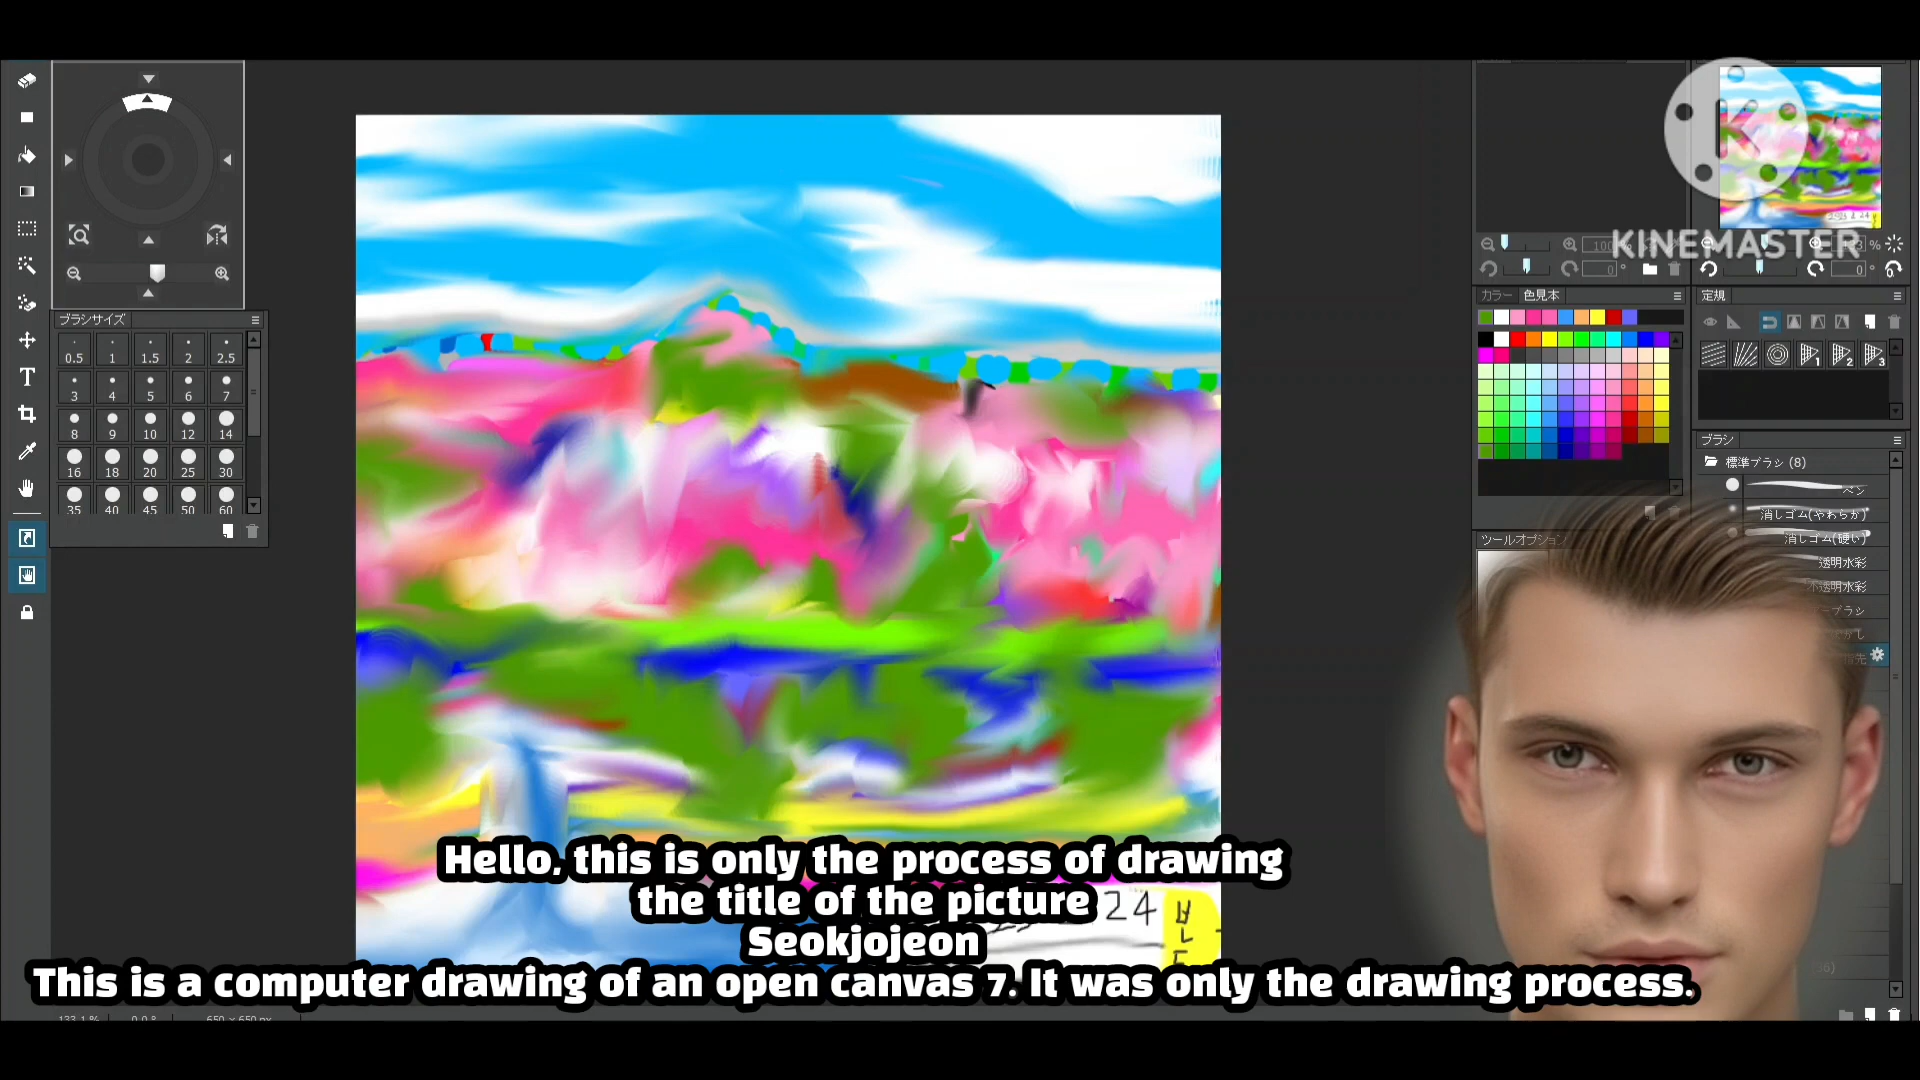 KINEMASTER
ブラシサイズ
0.5 1 1.5 2 2.5
3 4 5 6 7
8 9 10 12 14
16 18 20 25 30
35 40 45 50 60
カラー 色見本
定規
ブラシ
標準ブラシ (8)
ペン
消しゴム(やわらか)
消しゴム(硬い)
透明水彩
不透明水彩
ツールオプション
指先
24
Hello, this is only the process of drawing
the title of the picture
Seokjojeon
This is a computer drawing of an open canvas 7. It was only the drawing process.